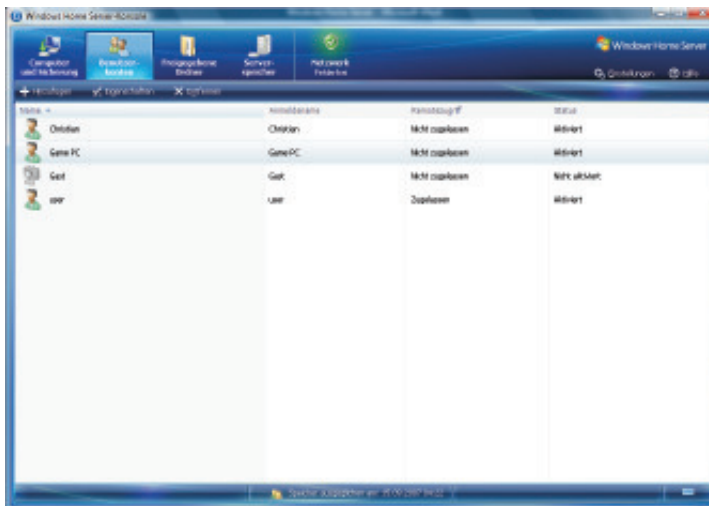 Windows Home Server-Konsole
Computer und Sicherung
Benutzer-konten
Freigegebene Ordner
Server-speicher
Netzwerk
Windows Home Server
Einstellungen
Hilfe
Hinzufügen
Eigenschaften
Entfernen
Name
Anmeldename
Remotezugriff
Status
Christian
Christian
Nicht zugelassen
Aktiviert
Game PC
Game PC
Nicht zugelassen
Aktiviert
Gast
Gast
Nicht zugelassen
Nicht aktiviert
user
user
Zugelassen
Aktiviert